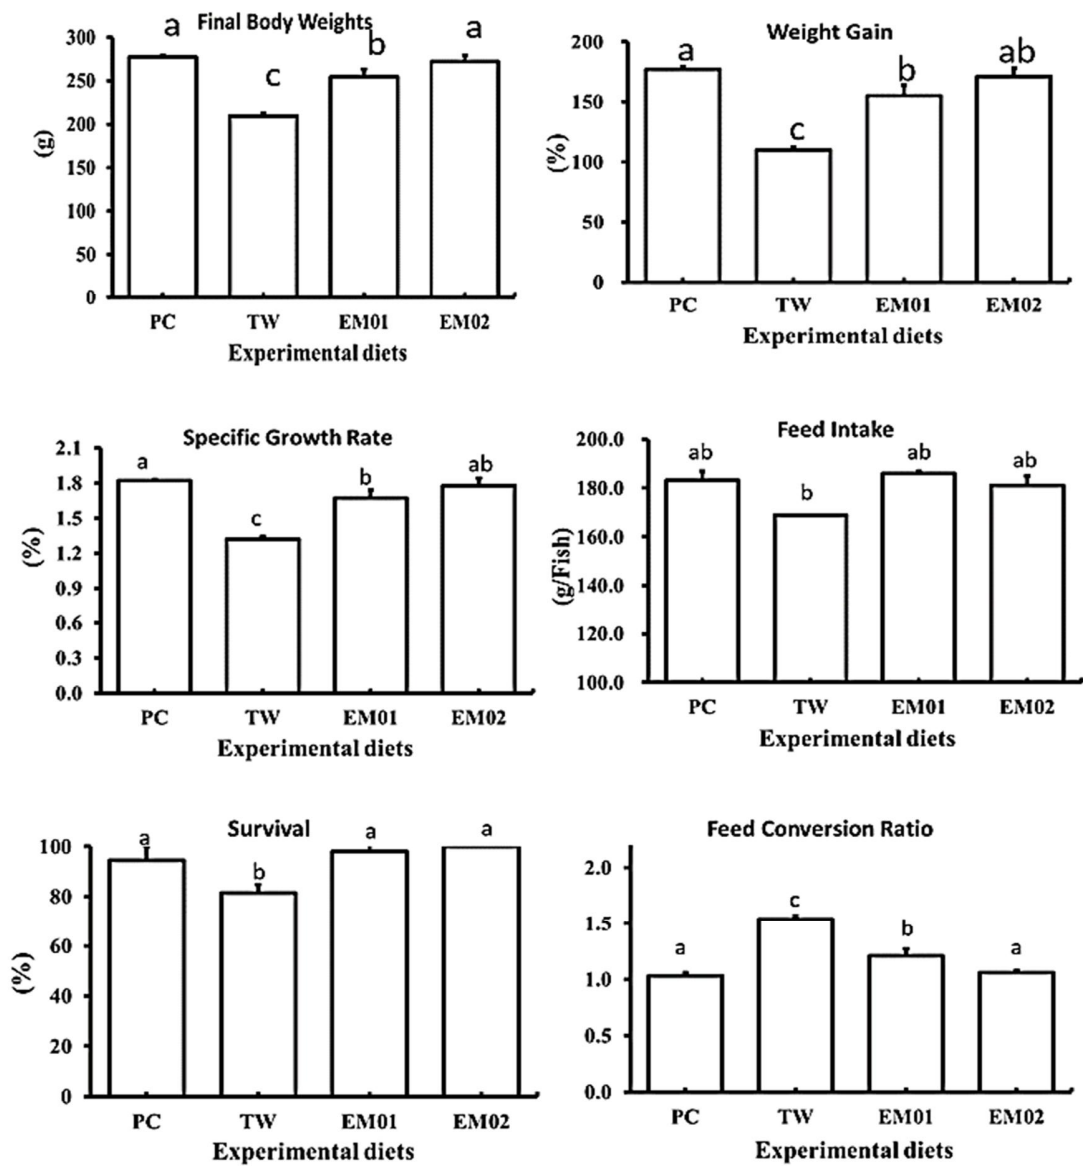 Final Body Weights
300
250
200
150
100
50
0
(g)
a
c
b
a
PC TW EM01 EM02
Experimental diets
Weight Gain
200
150
100
50
0
(%)
a
c
b
ab
PC TW EM01 EM02
Experimental diets
Specific Growth Rate
2.1
1.8
1.5
1.2
0.9
0.6
0.3
0.0
(%)
a
c
b
ab
PC TW EM01 EM02
Experimental diets
Feed Intake
200.0
180.0
160.0
140.0
120.0
100.0
(g/Fish)
ab
b
ab
ab
PC TW EM01 EM02
Experimental diets
Survival
100
80
60
40
20
0
(%)
a
b
a
a
PC TW EM01 EM02
Experimental diets
Feed Conversion Ratio
2.0
1.5
1.0
0.5
0.0
a
c
b
a
PC TW EM01 EM02
Experimental diets